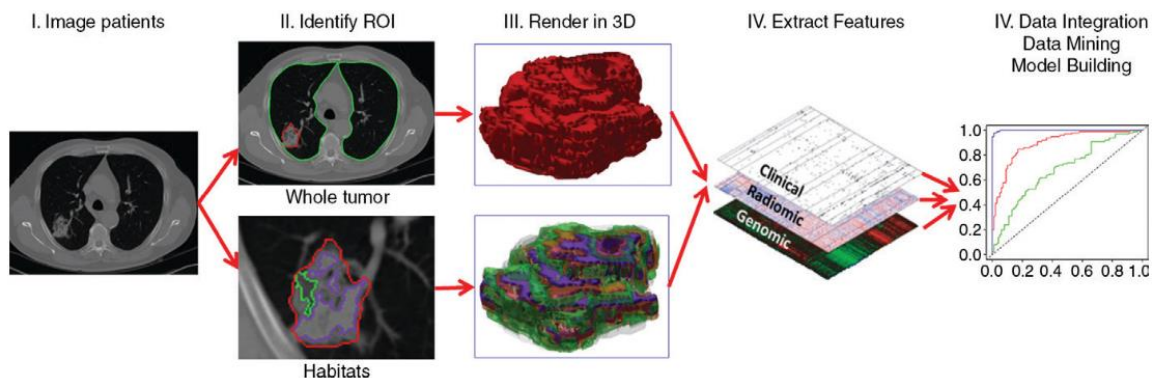 I. Image patients
II. Identify ROI
III. Render in 3D
IV. Extract Features
IV. Data Integration
Data Mining
Model Building
Whole tumor
Habitats
Clinical
Radiomic
Genomic
1.0
0.8
0.6
0.4
0.2
0.0
0.0 0.2 0.4 0.6 0.8 1.0